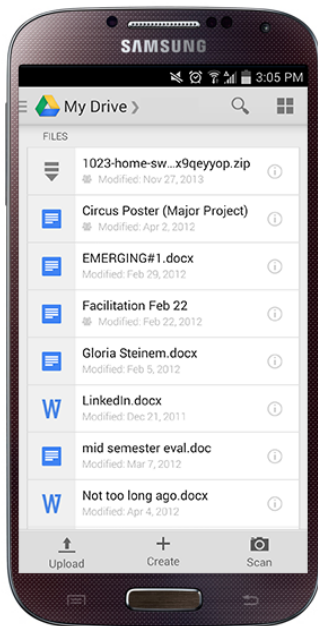 SAMSUNG
3:05 PM
My Drive
FILES
1023-home-sw...x9qeyyop.zip
Modified: Nov 27, 2013
Circus Poster (Major Project)
Modified: Apr 2, 2012
EMERGING#1.docx
Modified: Feb 29, 2012
Facilitation Feb 22
Modified: Feb 22, 2012
Gloria Steinem.docx
Modified: Feb 5, 2012
LinkedIn.docx
Modified: Dec 21, 2011
mid semester eval.doc
Modified: Mar 7, 2012
Not too long ago.docx
Modified: Apr 4, 2012
Upload Create Scan